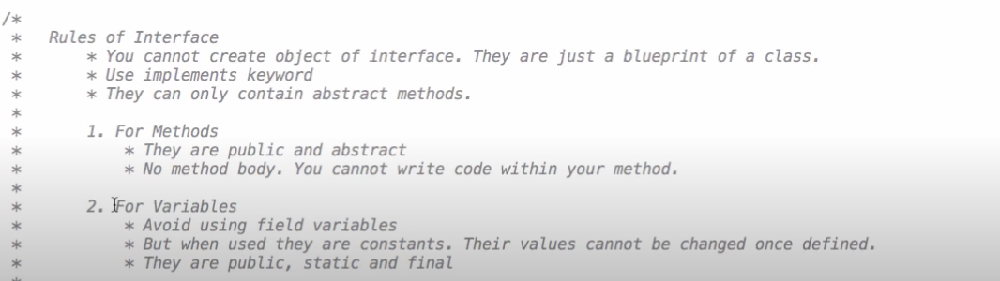 /*
* Rules of Interface
* * You cannot create object of interface. They are just a blueprint of a class.
* * Use implements keyword
* * They can only contain abstract methods.
*
* 1. For Methods
* * They are public and abstract
* * No method body. You cannot write code within your method.
*
* 2. For Variables
* * Avoid using field variables
* * But when used they are constants. Their values cannot be changed once defined.
* * They are public, static and final
*